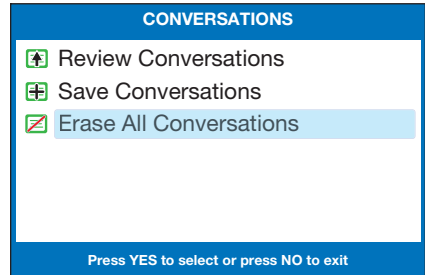 CONVERSATIONS
Review Conversations
Save Conversations
Erase All Conversations
Press YES to select or press NO to exit